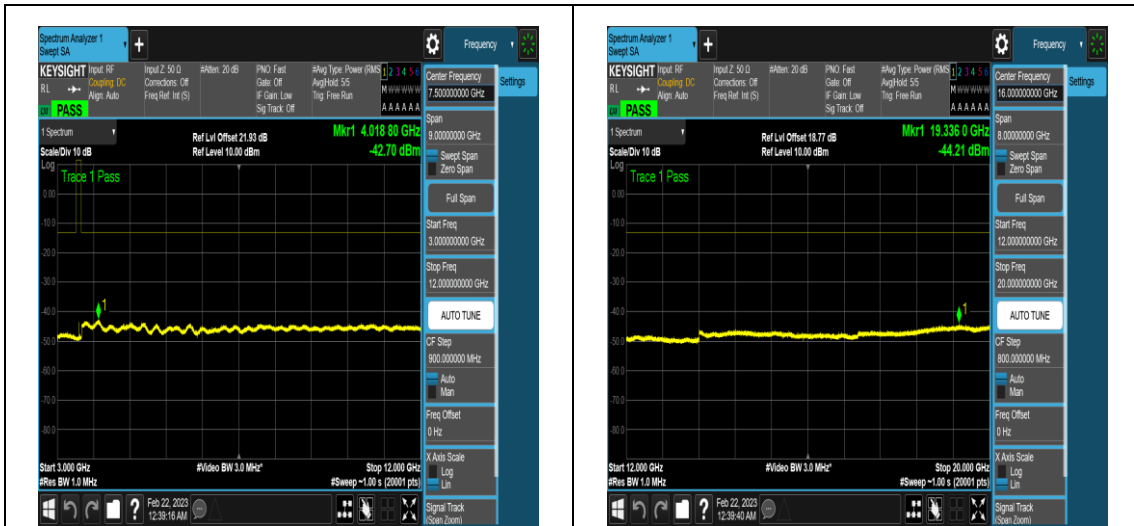 Spectrum Analyzer 1
Swept SA
+
Frequency
KEYSIGHT
RL
Input: RF
Coupling: DC
Align: Auto
Input Z: 50 Ω
Corrections: Off
Freq Ref: Int (S)
#Atten: 20 dB
PNO: Fast
Gate: Off
IF Gain: Low
Sig Track: Off
#Avg Type: Power (RMS
Avg|Hold: 5/5
Trig: Free Run
1 2 3 4 5 6
M W W W W W
A A A A A A
PASS
Center Frequency
7.500000000 GHz
Settings
1 Spectrum
Scale/Div 10 dB
Ref Lvl Offset 21.93 dB
Ref Level 10.00 dBm
Mkr1 4.018 80 GHz
-42.70 dBm
Span
9.00000000 GHz
Swept Span
Zero Span
Log
Trace 1 Pass
Full Span
0.00
-10.0
-20.0
-30.0
-40.0
-50.0
-60.0
-70.0
-80.0
1
Start Freq
3.000000000 GHz
Stop Freq
12.000000000 GHz
AUTO TUNE
CF Step
900.000000 MHz
Auto
Man
Freq Offset
0 Hz
X Axis Scale
Log
Lin
Signal Track
(Span Zoom)
Start 3.000 GHz
#Res BW 1.0 MHz
#Video BW 3.0 MHz*
Stop 12.000 GHz
#Sweep ~1.00 s (20001 pts)
?
Feb 22, 2023
12:39:16 AM
Spectrum Analyzer 1
Swept SA
+
Frequency
KEYSIGHT
RL
Input: RF
Coupling: DC
Align: Auto
Input Z: 50 Ω
Corrections: Off
Freq Ref: Int (S)
#Atten: 20 dB
PNO: Fast
Gate: Off
IF Gain: Low
Sig Track: Off
#Avg Type: Power (RMS
Avg|Hold: 5/5
Trig: Free Run
1 2 3 4 5 6
M W W W W W
A A A A A A
PASS
Center Frequency
16.000000000 GHz
Settings
1 Spectrum
Scale/Div 10 dB
Ref Lvl Offset 18.77 dB
Ref Level 10.00 dBm
Mkr1 19.336 0 GHz
-44.21 dBm
Span
8.00000000 GHz
Swept Span
Zero Span
Log
Trace 1 Pass
Full Span
0.00
-10.0
-20.0
-30.0
-40.0
-50.0
-60.0
-70.0
-80.0
1
Start Freq
12.000000000 GHz
Stop Freq
20.000000000 GHz
AUTO TUNE
CF Step
800.000000 MHz
Auto
Man
Freq Offset
0 Hz
X Axis Scale
Log
Lin
Signal Track
(Span Zoom)
Start 12.000 GHz
#Res BW 1.0 MHz
#Video BW 3.0 MHz*
Stop 20.000 GHz
#Sweep ~1.00 s (20001 pts)
?
Feb 22, 2023
12:39:40 AM